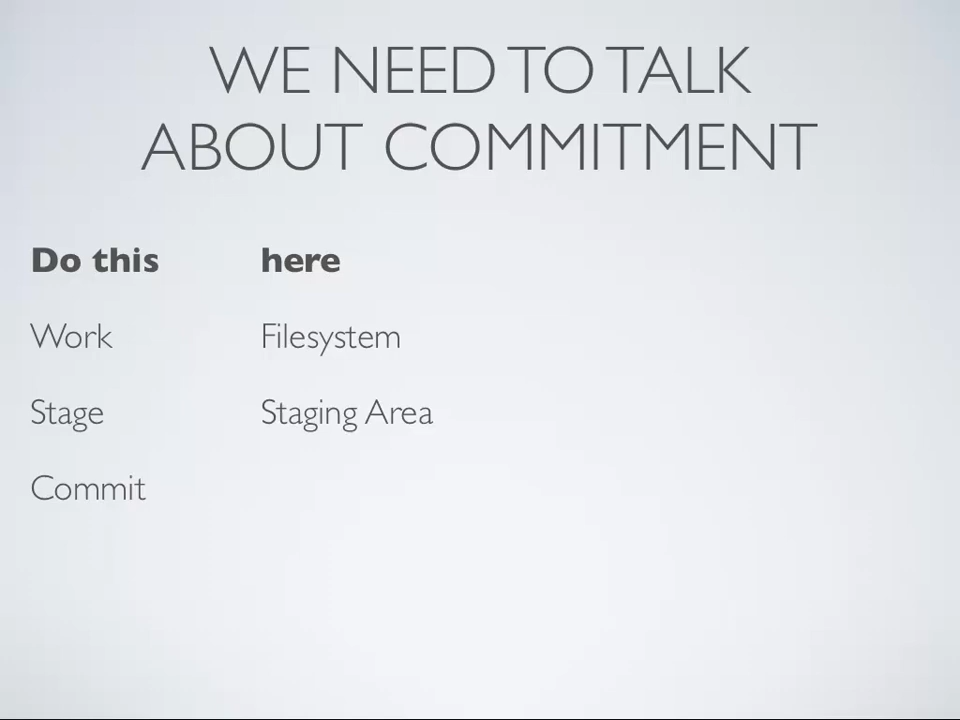 WE NEED TO TALK
ABOUT COMMITMENT
Do this here
Work Filesystem
Stage Staging Area
Commit